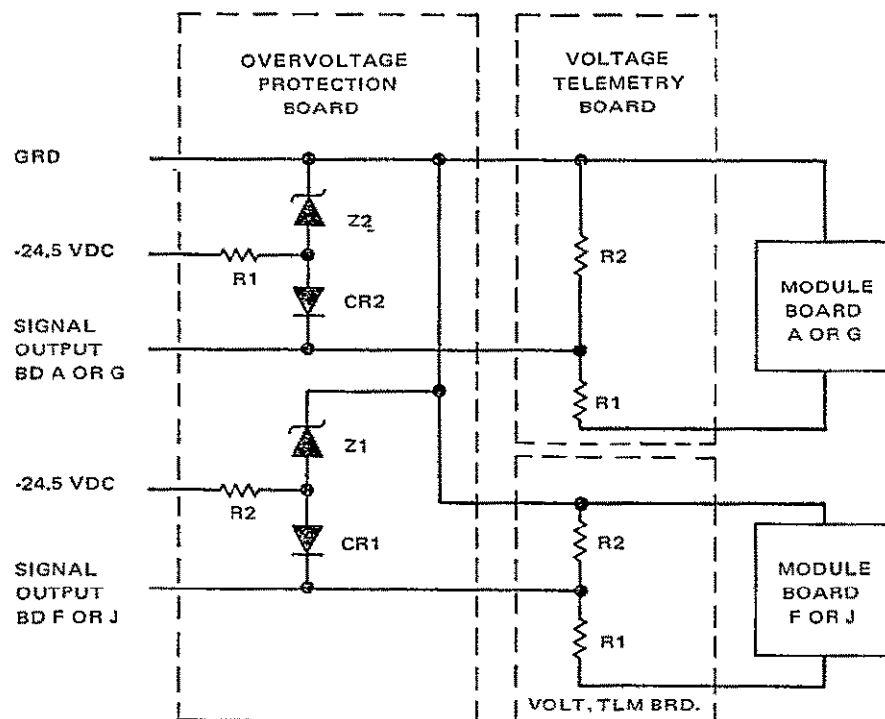 OVERVOLTAGE
PROTECTION
BOARD
VOLTAGE
TELEMETRY
BOARD
GRD
Z2
-24.5 VDC
R1
R2
CR2
MODULE
BOARD
A OR G
SIGNAL
OUTPUT
BD A OR G
R1
Z1
-24.5 VDC
R2
CR1
R2
MODULE
BOARD
F OR J
SIGNAL
OUTPUT
BD F OR J
R1
VOLT, TLM BRD.